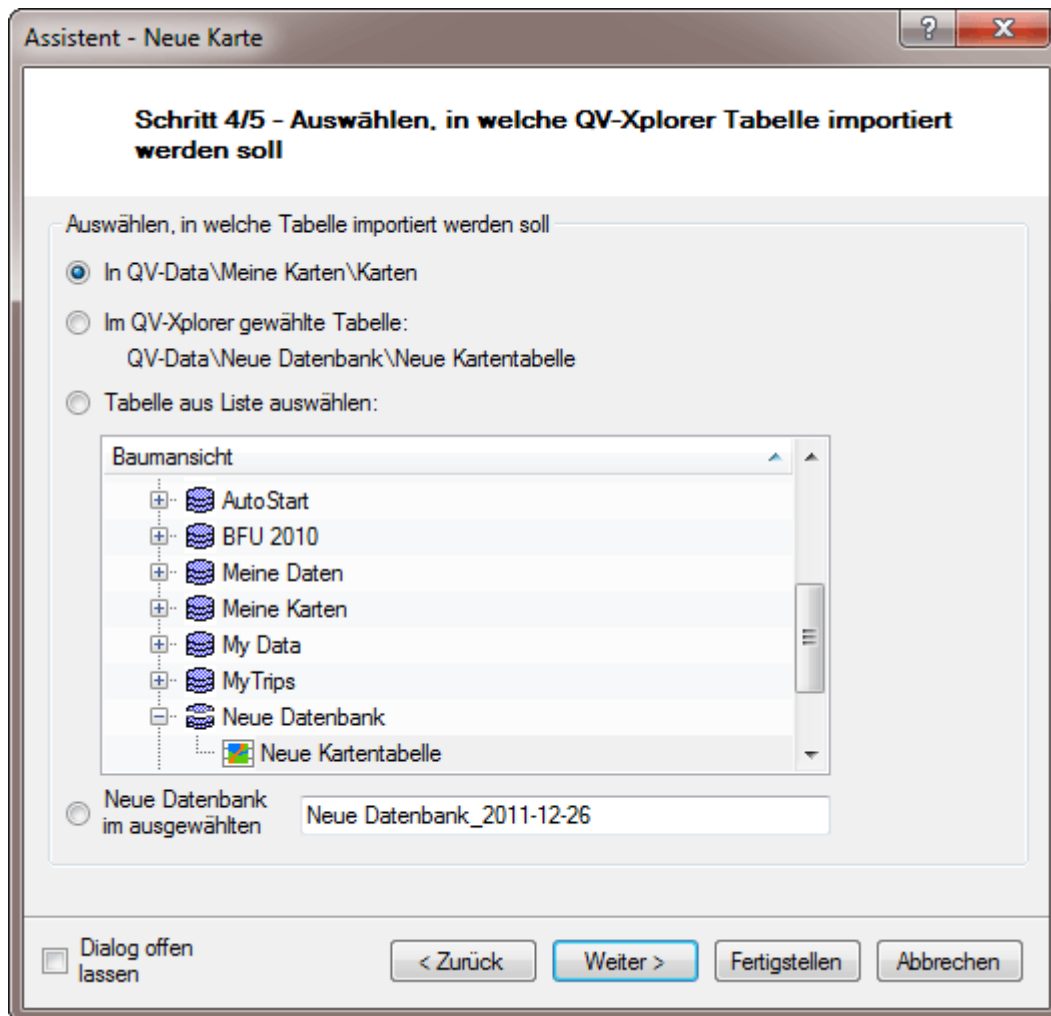 Assistent - Neue Karte
Schritt 4/5 - Auswählen, in welche QV-Xplorer Tabelle importiert
werden soll
Auswählen, in welche Tabelle importiert werden soll
In QV-Data\Meine Karten\Karten
Im QV-Xplorer gewählte Tabelle:
QV-Data\Neue Datenbank\Neue Kartentabelle
Tabelle aus Liste auswählen:
Baumansicht
AutoStart
BFU 2010
Meine Daten
Meine Karten
My Data
MyTrips
Neue Datenbank
Neue Kartentabelle
Neue Datenbank
im ausgewählten
Neue Datenbank_2011-12-26
Dialog offen
lassen
< Zurück
Weiter >
Fertigstellen
Abbrechen